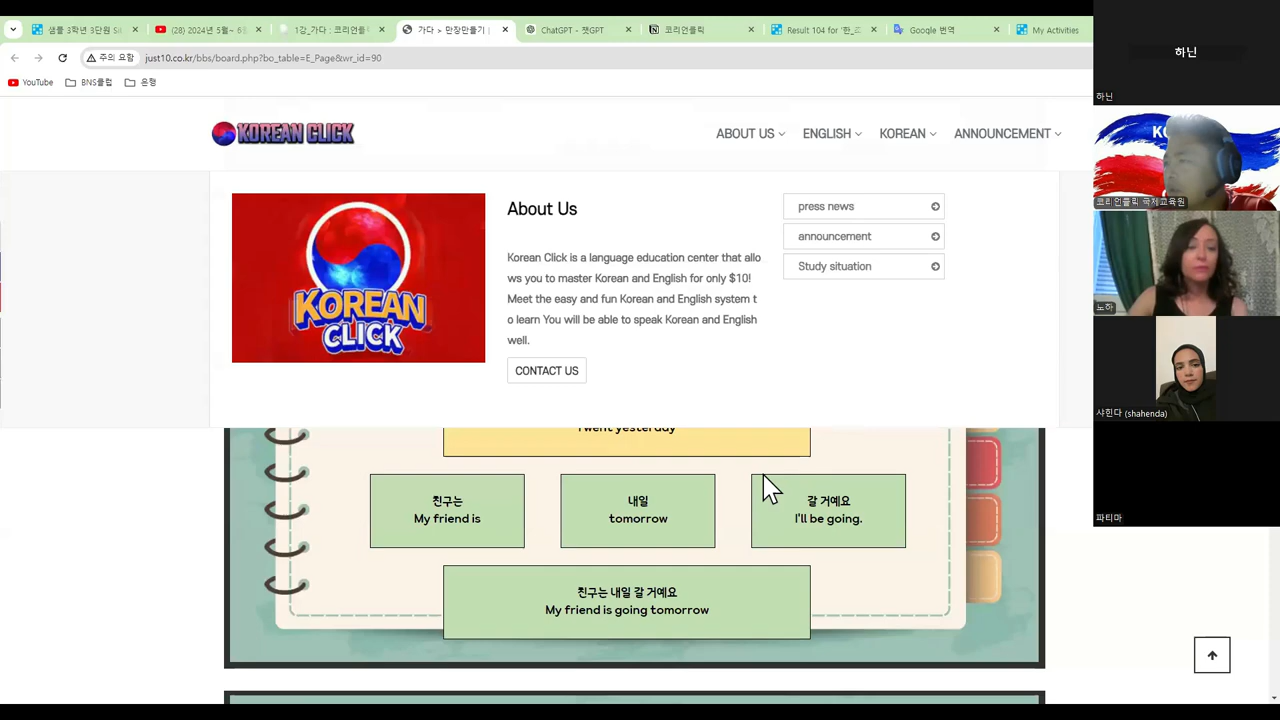 샘플 3학년 3단원 Si
(28) 2024년 5월~ 6
1강_가다 : 코리언클릭
가다 > 만장만들기 |
ChatGPT - 챗GPT
코리언클릭
Result 104 for '한_
Google 번역
My Activities
주의 요함
just10.co.kr/bbs/board.php?bo_table=E_Page&wr_id=90
YouTube
BNS클럽
은행
KOREAN CLICK
ABOUT US
ENGLISH
KOREAN
ANNOUNCEMENT
KOREAN
CLICK
About Us
Korean Click is a language education center that allo
ws you to master Korean and English for only $10!
Meet the easy and fun Korean and English system t
o learn You will be able to speak Korean and English
well.
CONTACT US
press news
announcement
Study situation
I went yesterday
친구는
My friend is
내일
tomorrow
갈 거예요
I'll be going.
친구는 내일 갈 거예요
My friend is going tomorrow
하닌
하닌
코리언클릭 국제교육원
노하
샤힌다 (shahenda)
파티마